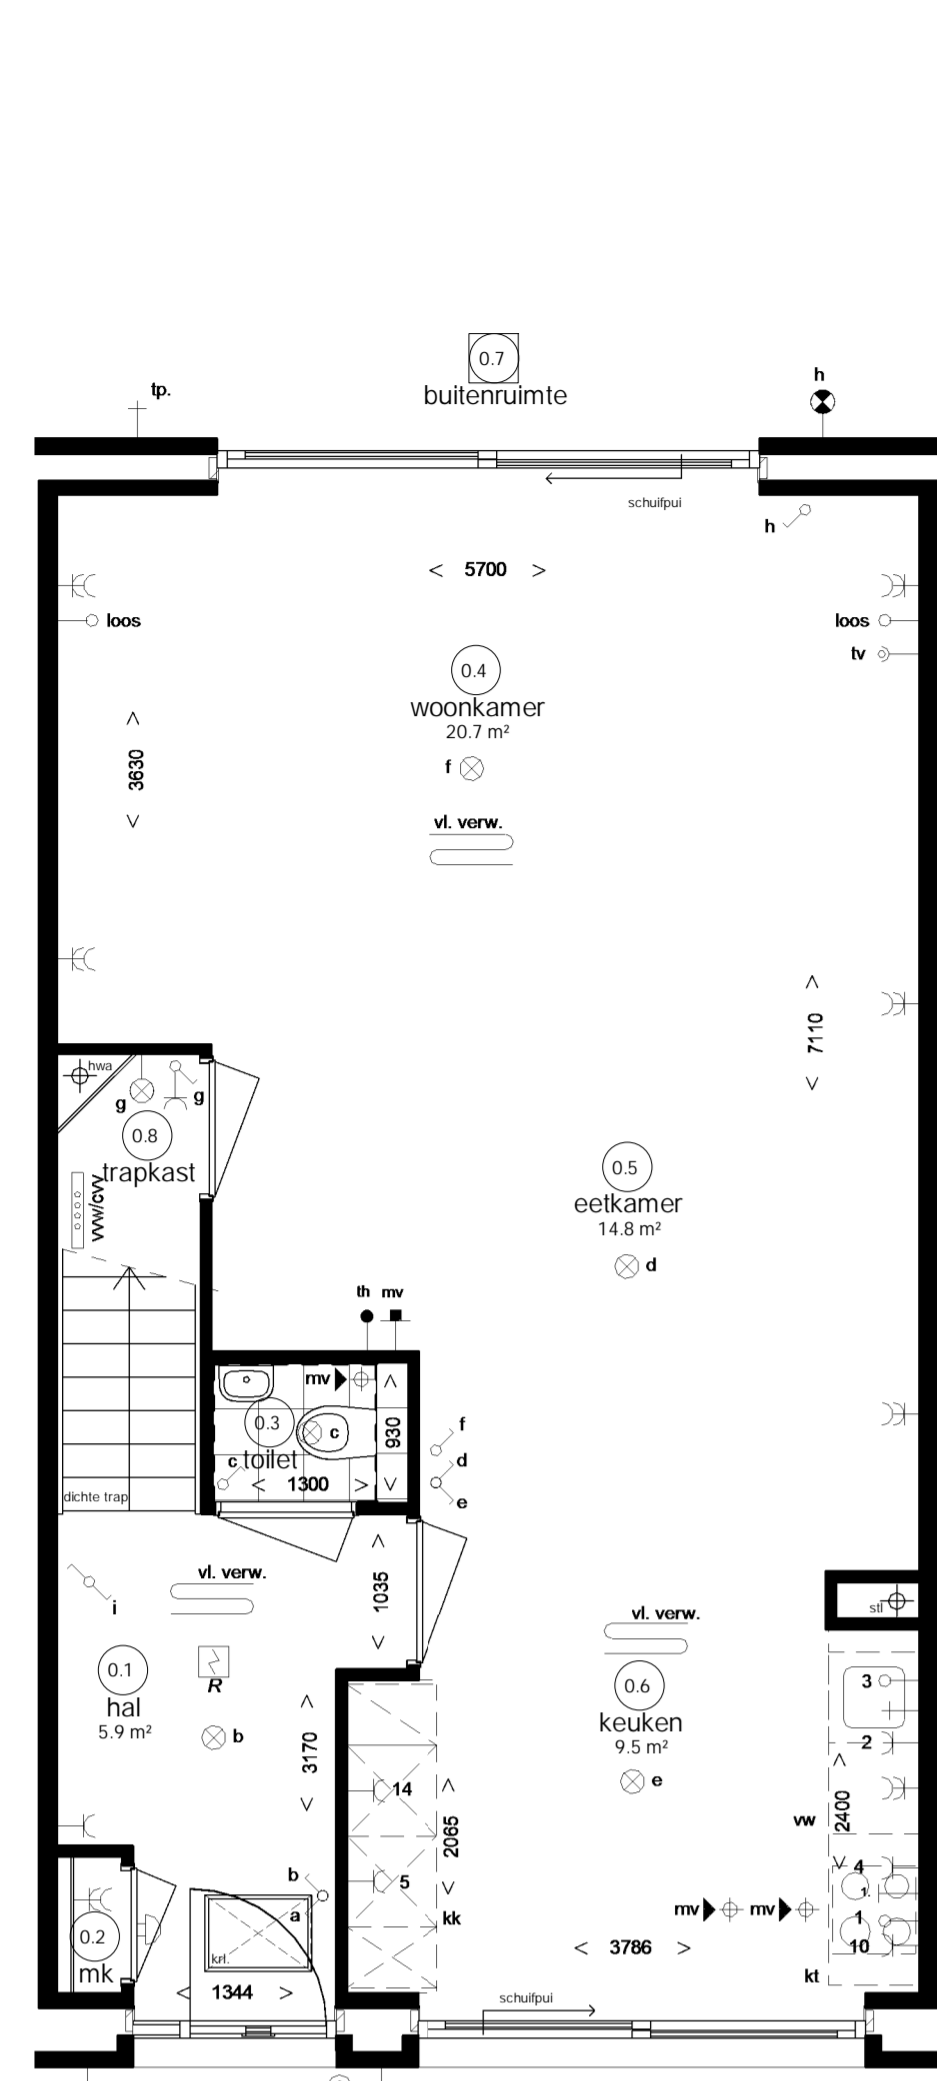 0.7
buitenruimte
tp.
h
schuifpui
h
< 5700 >
loos
loos
tv
0.4
woonkamer
20.7 m²
f
< 3630 >
vl. verw.
< 7110 >
hwa
g
g
0.8
trapkast
vvw/cvv
0.5
eetkamer
14.8 m²
d
th mv
mv
0.3
c
toilet
c
< 1300 >
< 930 >
f
d
e
dichte trap
vl. verw.
i
< 1035 >
R
0.1
hal
5.9 m²
b
< 3170 >
stl
vl. verw.
0.6
keuken
9.5 m²
e
3
2
14
< 2065 >
5
kk
vw
< 2400 >
4
1.
1
10
mv
mv
< 3786 >
kt
b
a
krl.
0.2
mk
< 1344 >
schuifpui